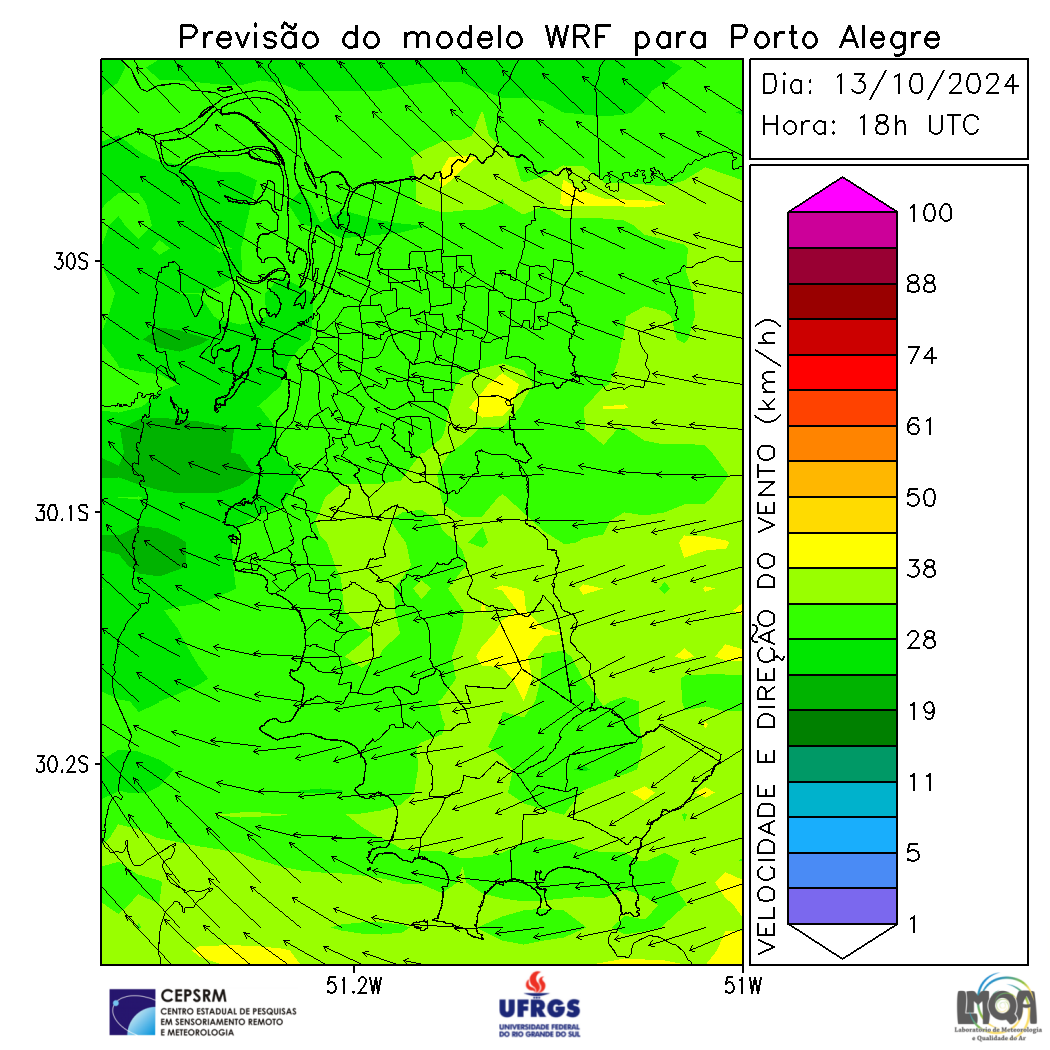 Previsão do modelo WRF para Porto Alegre
Dia: 13/10/2024
Hora: 18h UTC
30S
30.1S
30.2S
51.2W
51W
VELOCIDADE E DIREÇÃO DO VENTO (km/h)
100
88
74
61
50
38
28
19
11
5
1
CEPSRM
CENTRO ESTADUAL DE PESQUISAS
EM SENSORIAMENTO REMOTO
E METEOROLOGIA
UFRGS
UNIVERSIDADE FEDERAL
DO RIO GRANDE DO SUL
LMQA
Laboratório de Meteorologia
e Qualidade do Ar